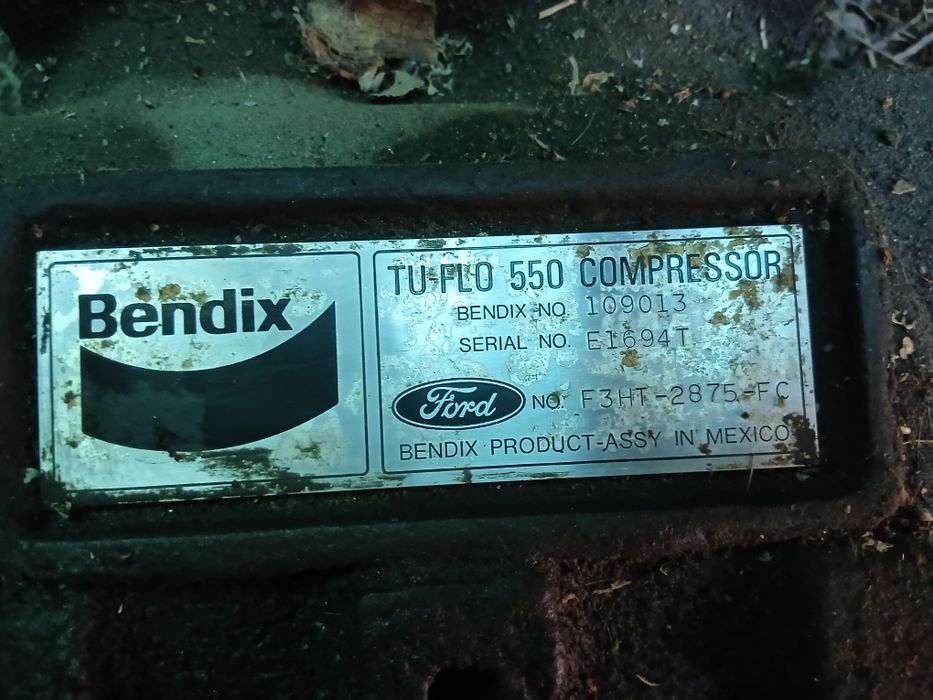 Bendix
TU-FLO 550 COMPRESSOR
BENDIX NO. 109013
SERIAL NO. E1694T
Ford NO. F3HT-2875-FC
BENDIX PRODUCT-ASSY IN MEXICO